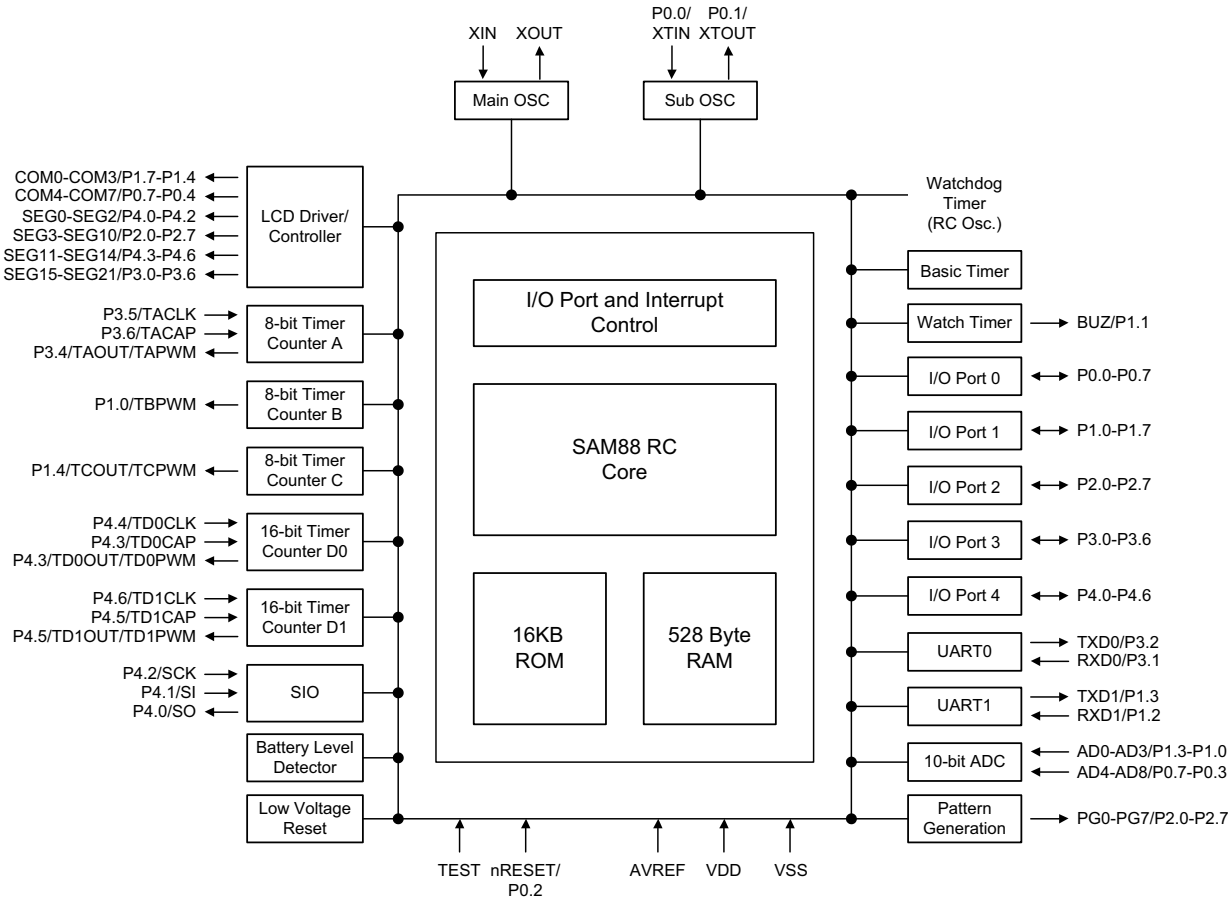 XIN XOUT
P0.0/
XTIN
P0.1/
XTOUT
Main OSC
Sub OSC
COM0-COM3/P1.7-P1.4
COM4-COM7/P0.7-P0.4
SEG0-SEG2/P4.0-P4.2
SEG3-SEG10/P2.0-P2.7
SEG11-SEG14/P4.3-P4.6
SEG15-SEG21/P3.0-P3.6
LCD Driver/
Controller
P3.5/TACLK
P3.6/TACAP
P3.4/TAOUT/TAPWM
8-bit Timer
Counter A
P1.0/TBPWM
8-bit Timer
Counter B
P1.4/TCOUT/TCPWM
8-bit Timer
Counter C
P4.4/TD0CLK
P4.3/TD0CAP
P4.3/TD0OUT/TD0PWM
16-bit Timer
Counter D0
P4.6/TD1CLK
P4.5/TD1CAP
P4.5/TD1OUT/TD1PWM
16-bit Timer
Counter D1
P4.2/SCK
P4.1/SI
P4.0/SO
SIO
Battery Level
Detector
Low Voltage
Reset
I/O Port and Interrupt
Control
SAM88 RC
Core
16KB
ROM
528 Byte
RAM
Watchdog
Timer
(RC Osc.)
Basic Timer
Watch Timer
BUZ/P1.1
I/O Port 0
P0.0-P0.7
I/O Port 1
P1.0-P1.7
I/O Port 2
P2.0-P2.7
I/O Port 3
P3.0-P3.6
I/O Port 4
P4.0-P4.6
UART0
TXD0/P3.2
RXD0/P3.1
UART1
TXD1/P1.3
RXD1/P1.2
10-bit ADC
AD0-AD3/P1.3-P1.0
AD4-AD8/P0.7-P0.3
Pattern
Generation
PG0-PG7/P2.0-P2.7
TEST
nRESET/
P0.2
AVREF
VDD
VSS